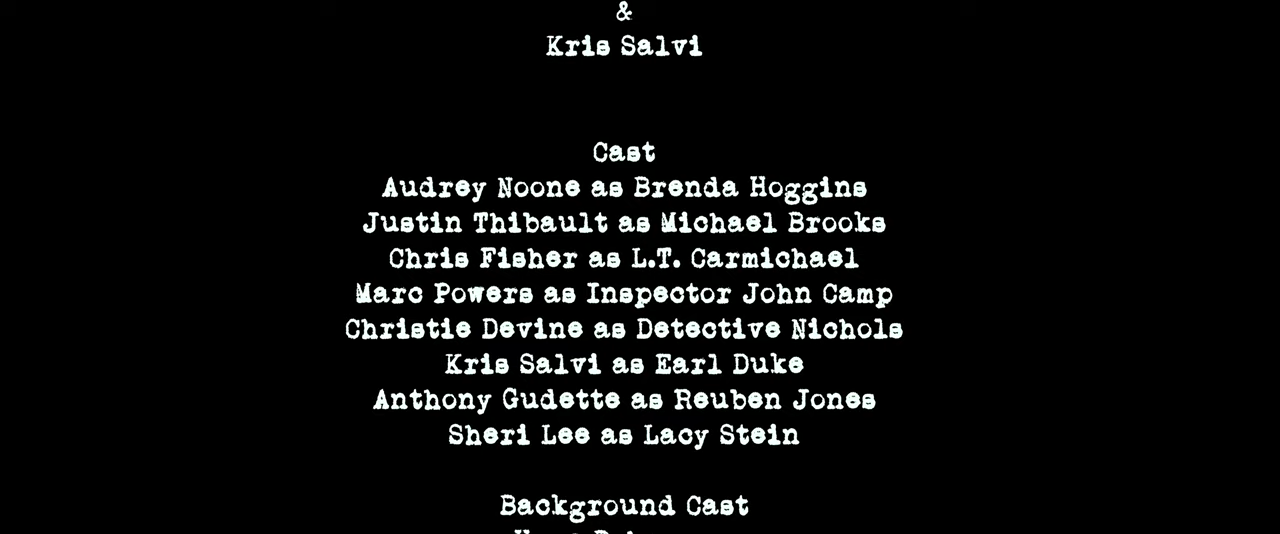 &
Kris Salvi
Cast
Audrey Noone as Brenda Hoggins
Justin Thibault as Michael Brooks
Chris Fisher as L.T. Carmichael
Marc Powers as Inspector John Camp
Christie Devine as Detective Nichols
Kris Salvi as Earl Duke
Anthony Gudette as Reuben Jones
Sheri Lee as Lacy Stein
Background Cast